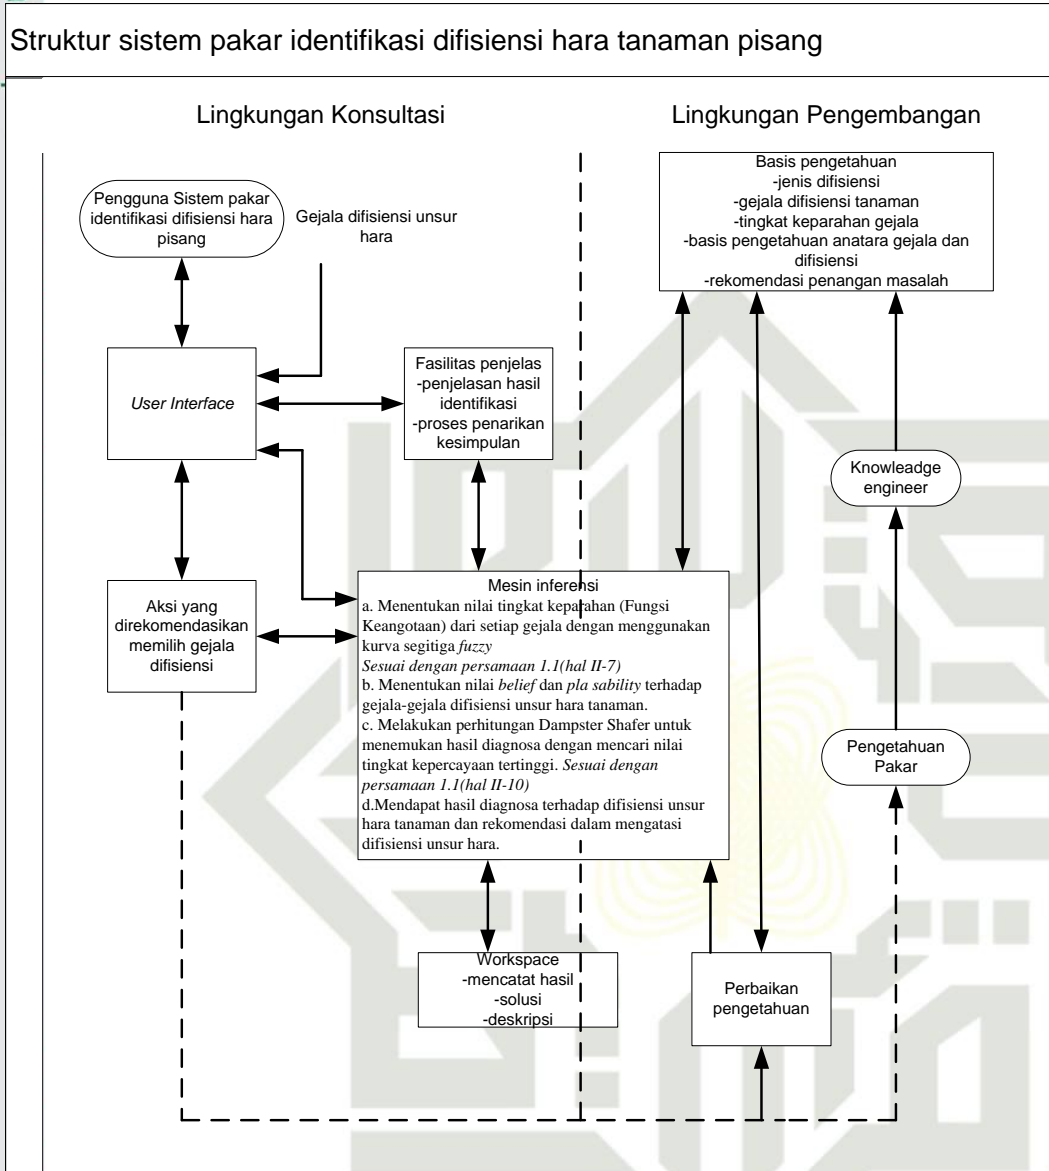 Struktur sistem pakar identifikasi difisiensi hara tanaman pisang
Lingkungan Konsultasi
Lingkungan Pengembangan
Pengguna Sistem pakar
identifikasi difisiensi hara
pisang
Gejala difisiensi unsur
hara
Basis pengetahuan
-jenis difisiensi
-gejala difisiensi tanaman
-tingkat keparahan gejala
-basis pengetahuan anatara gejala dan
difisiensi
-rekomendasi penangan masalah
User Interface
Fasilitas penjelas
-penjelasan hasil
identifikasi
-proses penarikan
kesimpulan
Knowleadge
engineer
Aksi yang
direkomendasikan
memilih gejala
difisiensi
Mesin inferensi
a. Menentukan nilai tingkat keparahan (Fungsi
Keangotaan) dari setiap gejala dengan menggunakan
kurva segitiga fuzzy
Sesuai dengan persamaan 1.1(hal II-7)
b. Menentukan nilai belief dan pla sability terhadap
gejala-gejala difisiensi unsur hara tanaman.
c. Melakukan perhitungan Dampster Shafer untuk
menemukan hasil diagnosa dengan mencari nilai
tingkat kepercayaan tertinggi. Sesuai dengan
persamaan 1.1(hal II-10)
d.Mendapat hasil diagnosa terhadap difisiensi unsur
hara tanaman dan rekomendasi dalam mengatasi
difisiensi unsur hara.
Pengetahuan
Pakar
Workspace
-mencatat hasil
-solusi
-deskripsi
Perbaikan
pengetahuan